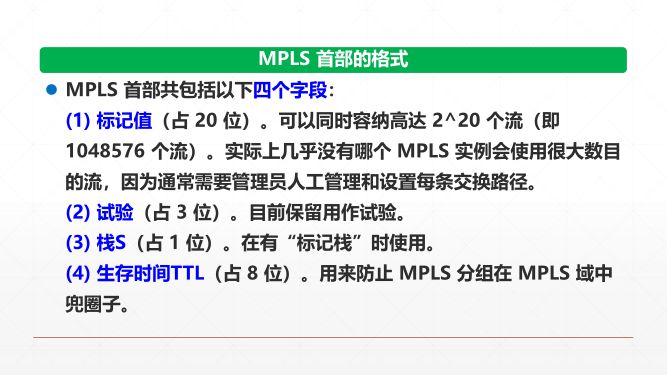 MPLS 首部的格式
MPLS 首部共包括以下四个字段：
(1) 标记值（占 20 位）。可以同时容纳高达 2^20 个流（即
1048576 个流）。实际上几乎没有哪个 MPLS 实例会使用很大数目
的流，因为通常需要管理员人工管理和设置每条交换路径。
(2) 试验（占 3 位）。目前保留用作试验。
(3) 栈S（占 1 位）。在有“标记栈”时使用。
(4) 生存时间TTL（占 8 位）。用来防止 MPLS 分组在 MPLS 域中
兜圈子。